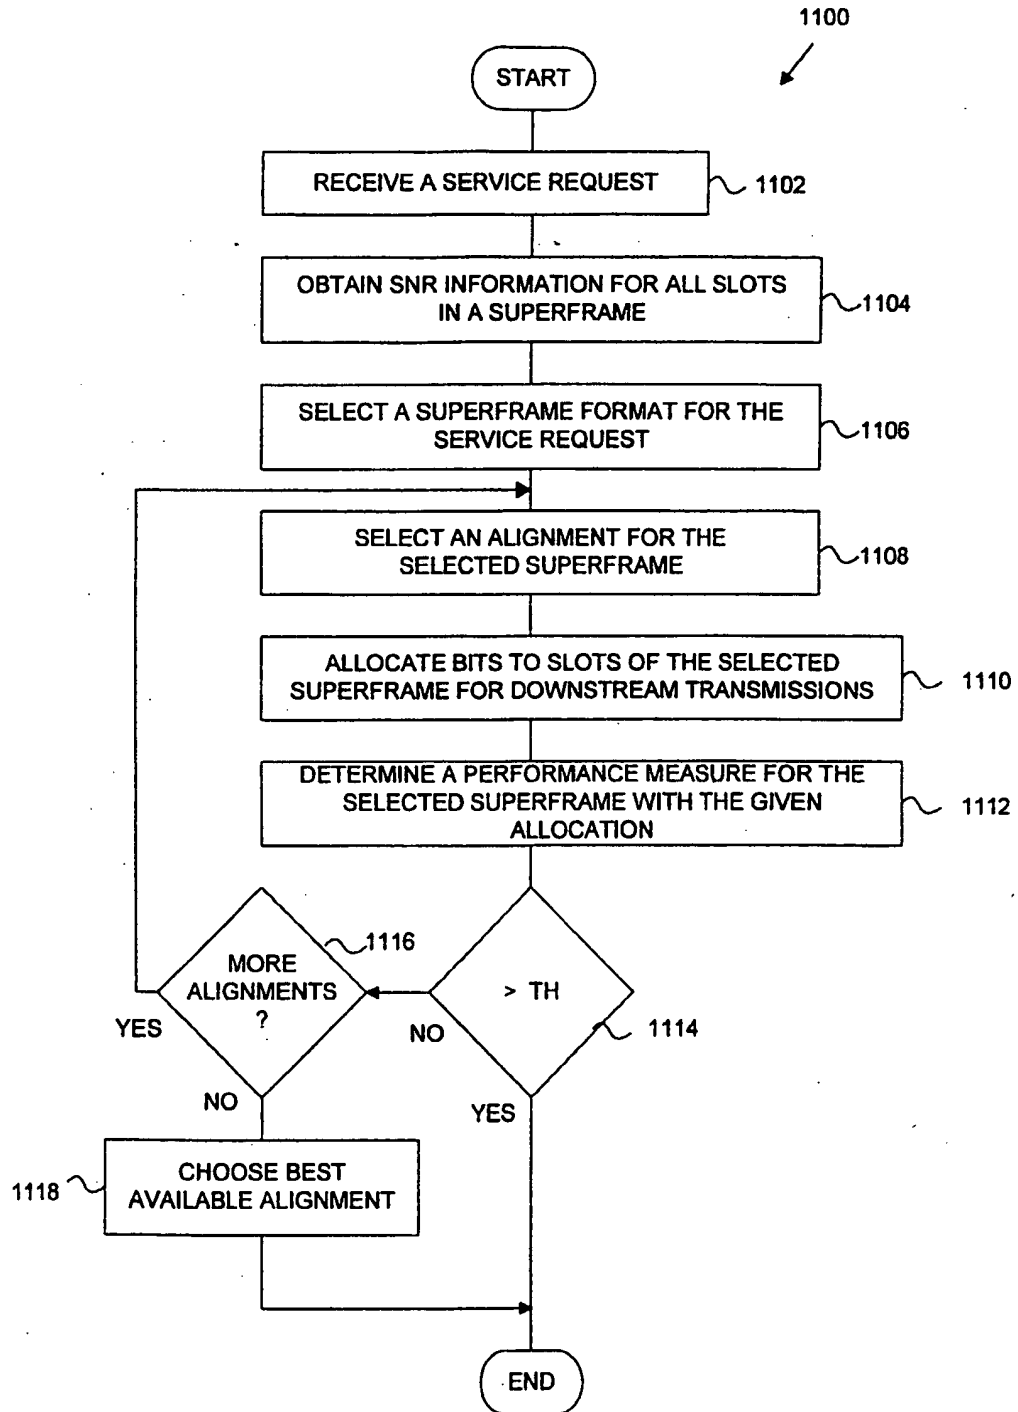 1100
START
RECEIVE A SERVICE REQUEST
1102
OBTAIN SNR INFORMATION FOR ALL SLOTS
IN A SUPERFRAME
1104
SELECT A SUPERFRAME FORMAT FOR THE
SERVICE REQUEST
1106
SELECT AN ALIGNMENT FOR THE
SELECTED SUPERFRAME
1108
ALLOCATE BITS TO SLOTS OF THE SELECTED
SUPERFRAME FOR DOWNSTREAM TRANSMISSIONS
1110
DETERMINE A PERFORMANCE MEASURE FOR THE
SELECTED SUPERFRAME WITH THE GIVEN
ALLOCATION
1112
> TH
1114
NO
YES
MORE
ALIGNMENTS
?
1116
YES
NO
CHOOSE BEST
AVAILABLE ALIGNMENT
1118
END